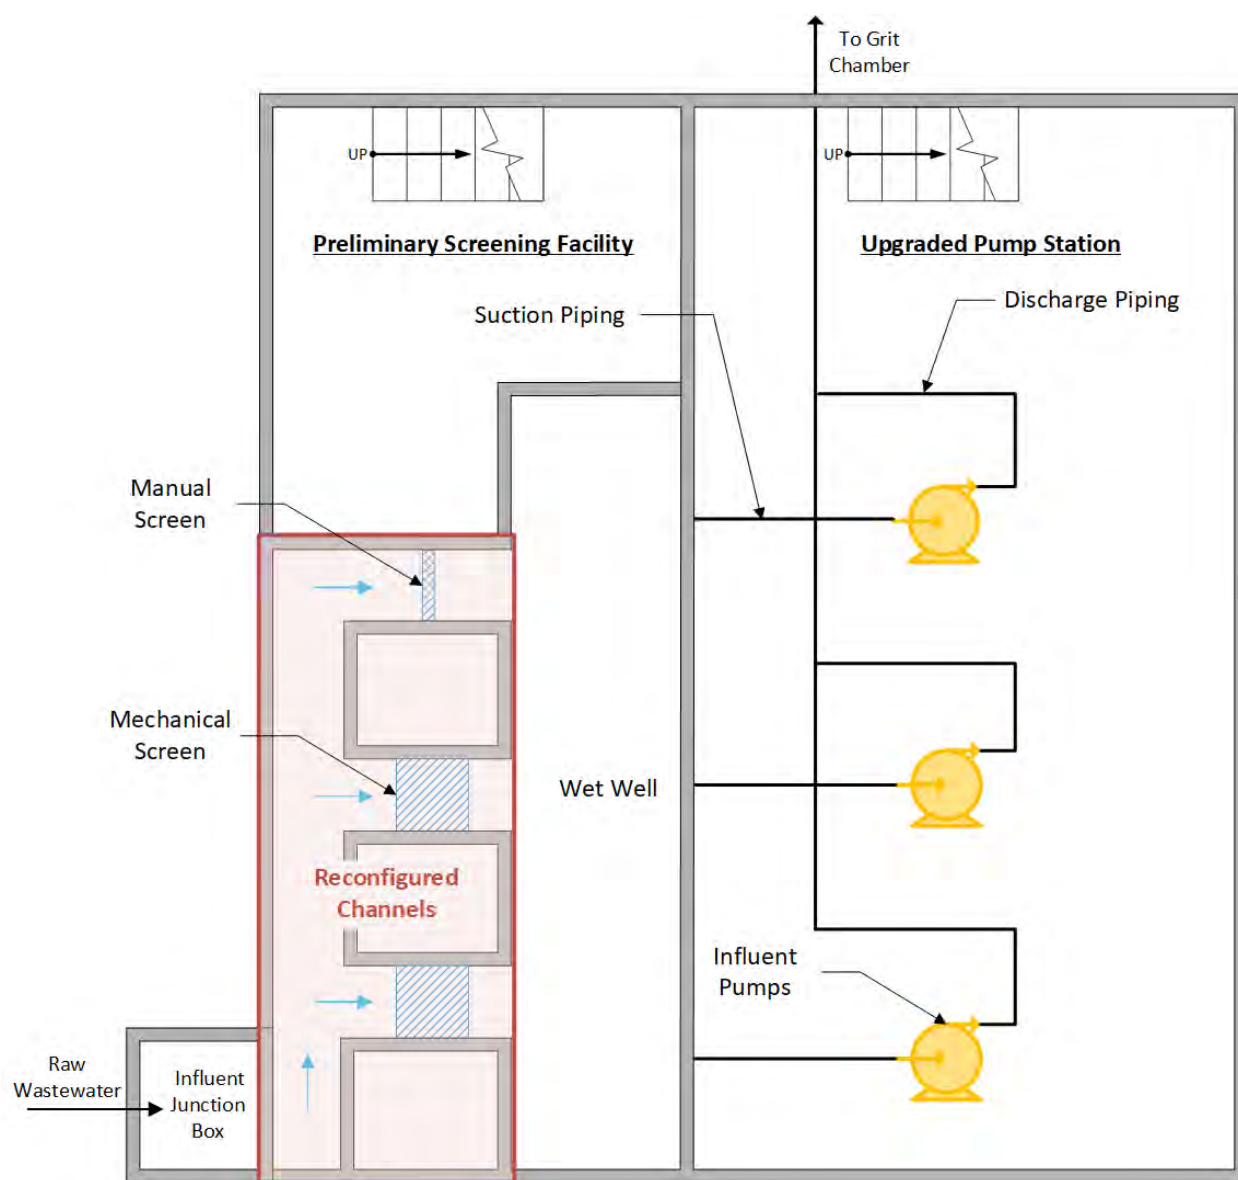 To Grit
Chamber
UP
UP
Preliminary Screening Facility
Upgraded Pump Station
Suction Piping
Discharge Piping
Manual
Screen
Mechanical
Screen
Wet Well
Reconfigured
Channels
Influent
Pumps
Raw
Wastewater
Influent
Junction
Box